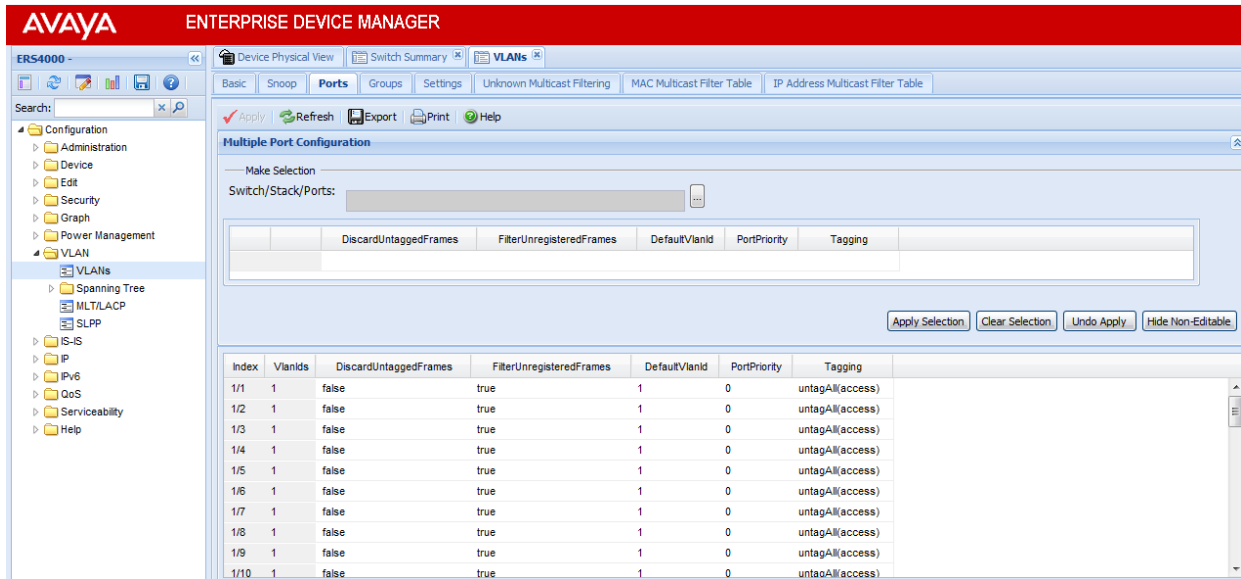 AVAYA ENTERPRISE DEVICE MANAGER
ERS4000 -
Search:
Configuration
Administration
Device
Edit
Security
Graph
Power Management
VLAN
VLANs
Spanning Tree
MLT/LACP
SLPP
IS-IS
IP
IPv6
QoS
Serviceability
Help
Device Physical View Switch Summary VLANs
Basic Snoop Ports Groups Settings Unknown Multicast Filtering MAC Multicast Filter Table IP Address Multicast Filter Table
Apply Refresh Export Print Help
Multiple Port Configuration
Make Selection
Switch/Stack/Ports: ...
DiscardUntaggedFrames FilterUnregisteredFrames DefaultVlanId PortPriority Tagging
Apply Selection Clear Selection Undo Apply Hide Non-Editable
Index VlanIds DiscardUntaggedFrames FilterUnregisteredFrames DefaultVlanId PortPriority Tagging
1/1 1 false true 1 0 untagAll(access)
1/2 1 false true 1 0 untagAll(access)
1/3 1 false true 1 0 untagAll(access)
1/4 1 false true 1 0 untagAll(access)
1/5 1 false true 1 0 untagAll(access)
1/6 1 false true 1 0 untagAll(access)
1/7 1 false true 1 0 untagAll(access)
1/8 1 false true 1 0 untagAll(access)
1/9 1 false true 1 0 untagAll(access)
1/10 1 false true 1 0 untagAll(access)